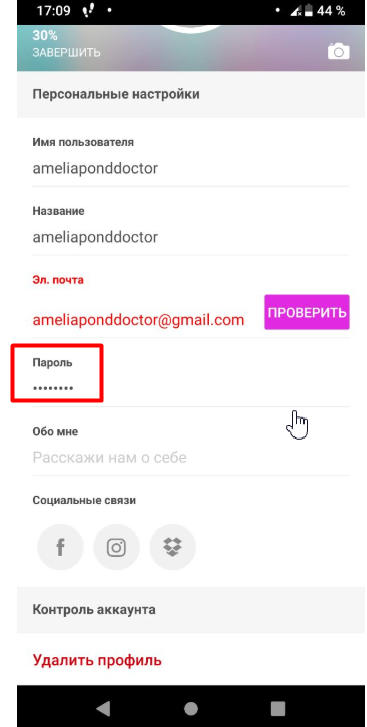 17:09
44 %
30%
ЗАВЕРШИТЬ
Персональные настройки
Имя пользователя
ameliaponddoctor
Название
ameliaponddoctor
Эл. почта
ameliaponddoctor@gmail.com
ПРОВЕРИТЬ
Пароль
••••••••
Обо мне
Расскажи нам о себе
Социальные связи
Контроль аккаунта
Удалить профиль